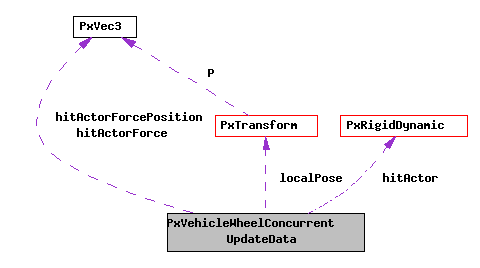 PxVec3
P
hitActorForcePosition
hitActorForce
PxTransform
PxRigidDynamic
localPose
hitActor
PxVehicleWheelConcurrent
UpdateData